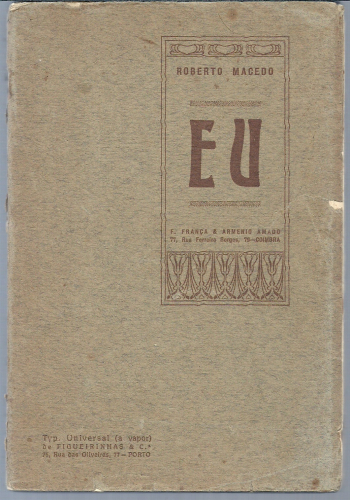 ROBERTO MACEDO
EU
F. FRANÇA & ARMENIO AMADO
77, Rua Ferreira Borges, 79—COIMBRA
Typ. Universal (a vapor)
De FIGUEIRINHAS & C.ª
75, Rua das Oliveiras, 77—PORTO